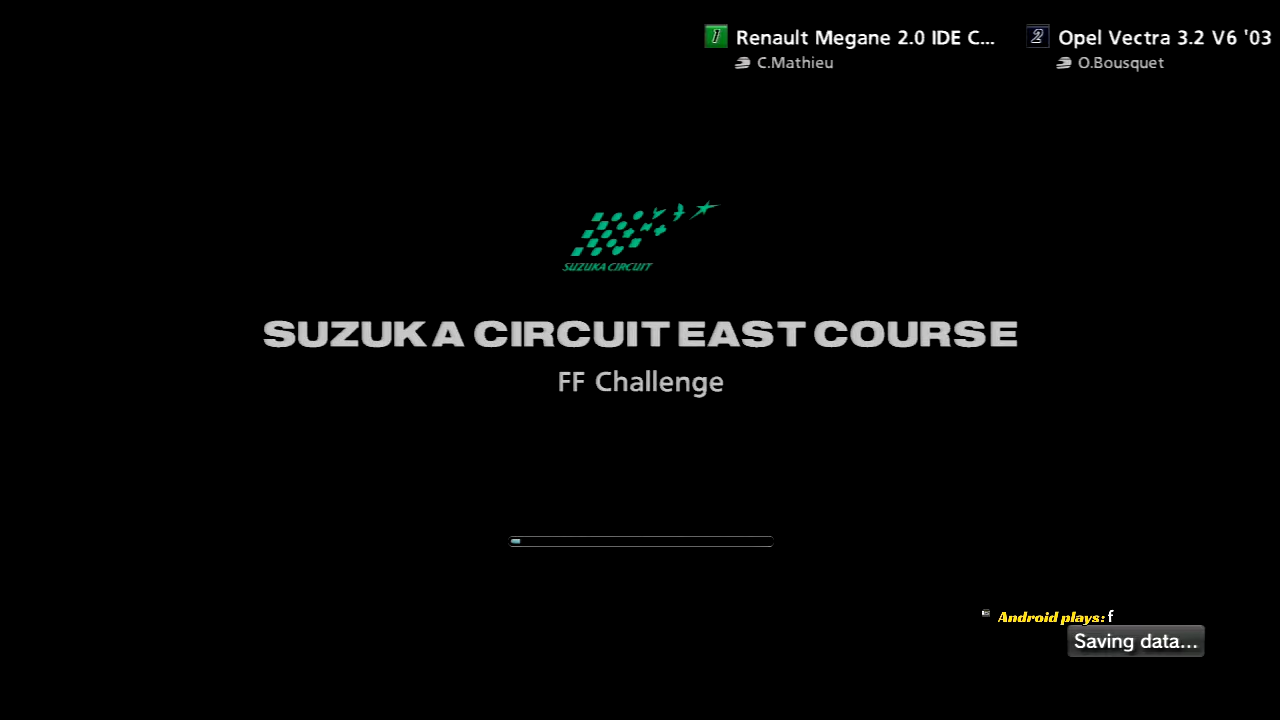 1 Renault Megane 2.0 IDE C...
C.Mathieu
2 Opel Vectra 3.2 V6 '03
O.Bousquet
SUZUKA CIRCUIT
SUZUKA CIRCUIT EAST COURSE
FF Challenge
Android plays: f
Saving data...